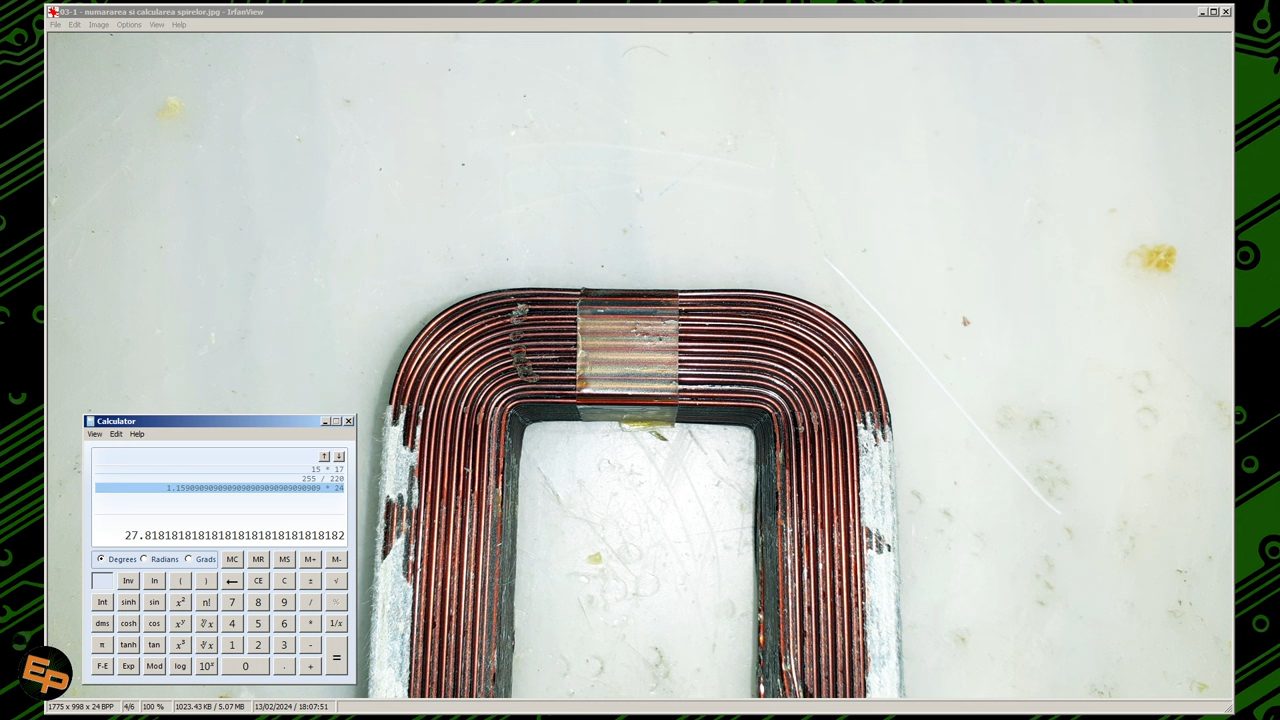 03-1 - numararea si calcularea spirelor.jpg - IrfanView
File Edit Image Options View Help
Calculator
View Edit Help
15 * 17
255 / 220
1.1590909090909090909090909090909 * 24
27.818181818181818181818181818182
Degrees Radians Grads MC MR MS M+ M-
Inv ln ( ) ← CE C ± √
Int sinh sin x² n! 7 8 9 / %
dms cosh cos xʸ ʸ√x 4 5 6 * 1/x
π tanh tan x³ ³√x 1 2 3 - =
F-E Exp Mod log 10ˣ 0 . +
EP
1775 x 998 x 24 BPP 4/6 100 % 1023.43 KB / 5.07 MB 13/02/2024 / 18:07:51